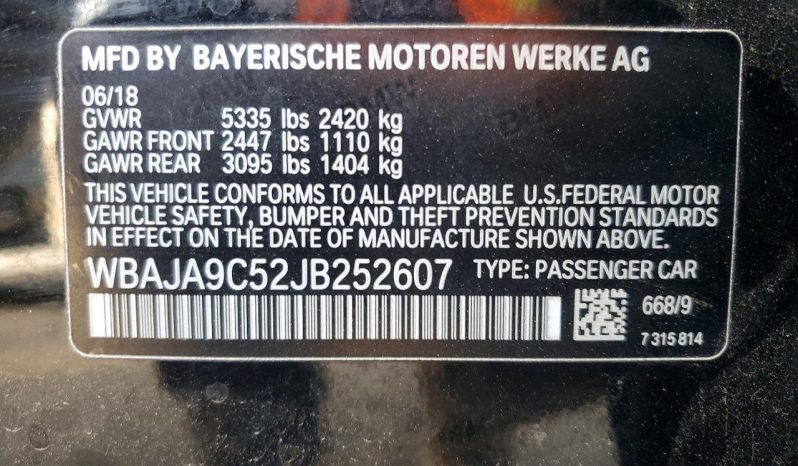 MFD BY BAYERISCHE MOTOREN WERKE AG
06/18
GVWR 5335 lbs 2420 kg
GAWR FRONT 2447 lbs 1110 kg
GAWR REAR 3095 lbs 1404 kg
THIS VEHICLE CONFORMS TO ALL APPLICABLE U.S.FEDERAL MOTOR
VEHICLE SAFETY, BUMPER AND THEFT PREVENTION STANDARDS
IN EFFECT ON THE DATE OF MANUFACTURE SHOWN ABOVE.
WBAJA9C52JB252607 TYPE: PASSENGER CAR
668/9
7 315 814